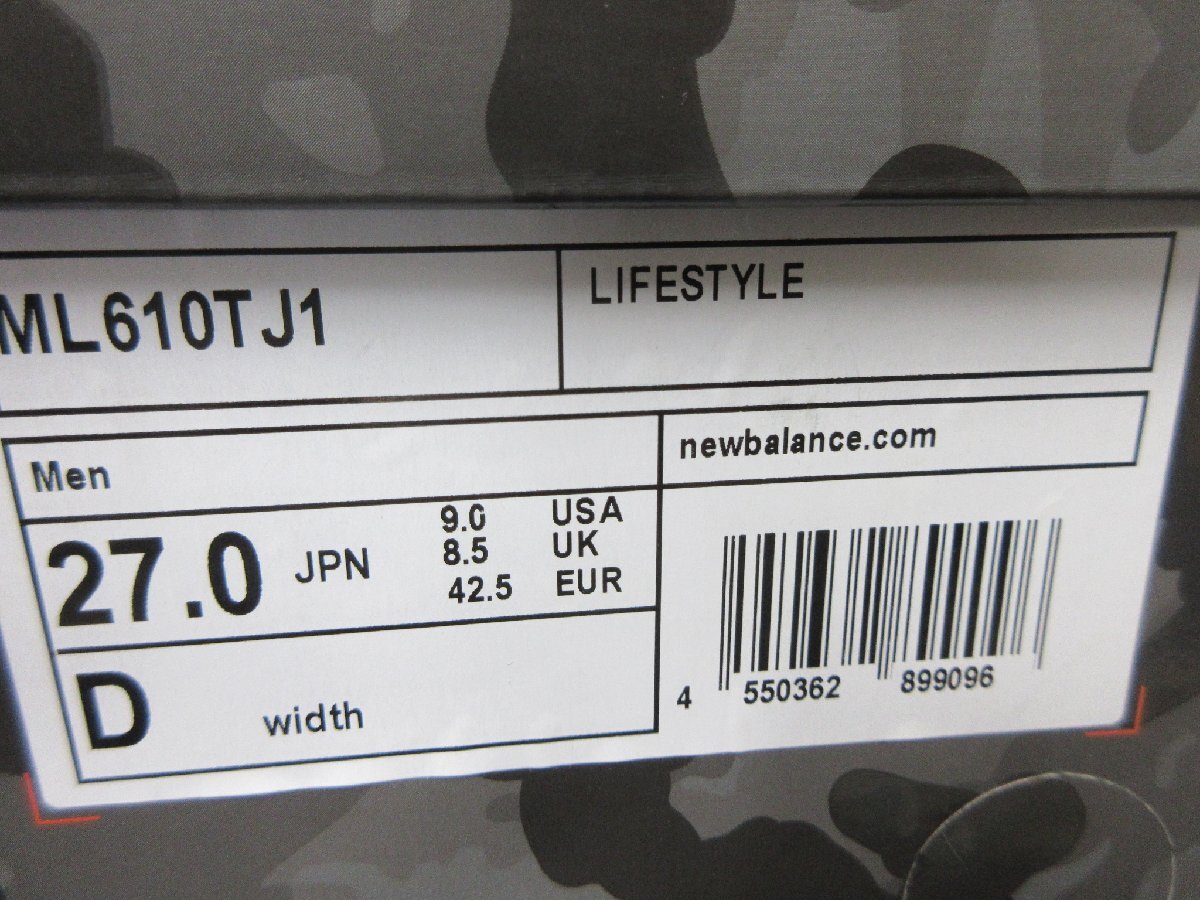 ML610TJ1
LIFESTYLE
Men
newbalance.com
27.0 JPN
9.0 USA
8.5 UK
42.5 EUR
D width
4 550362 899096